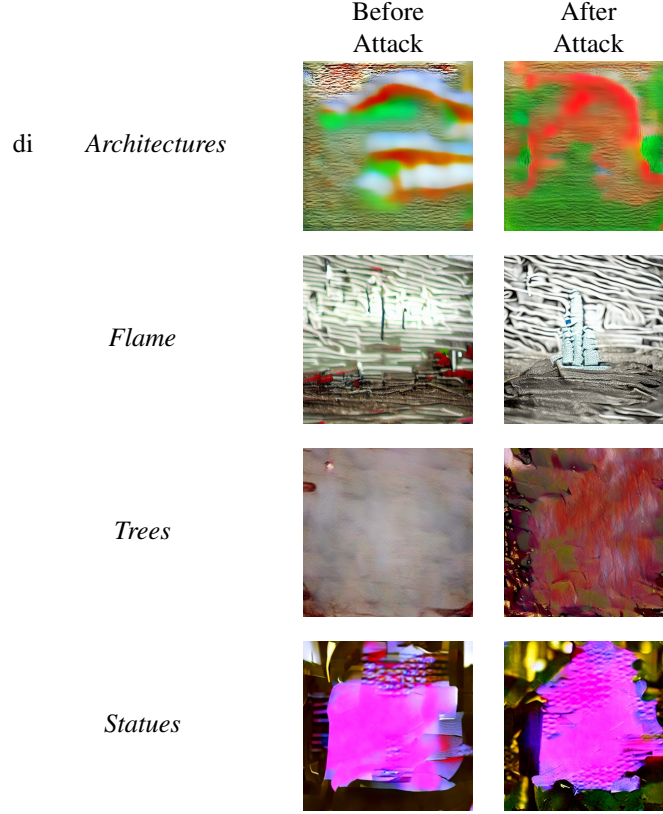 Before
Attack
After
Attack
di
Architectures
Flame
Trees
Statues